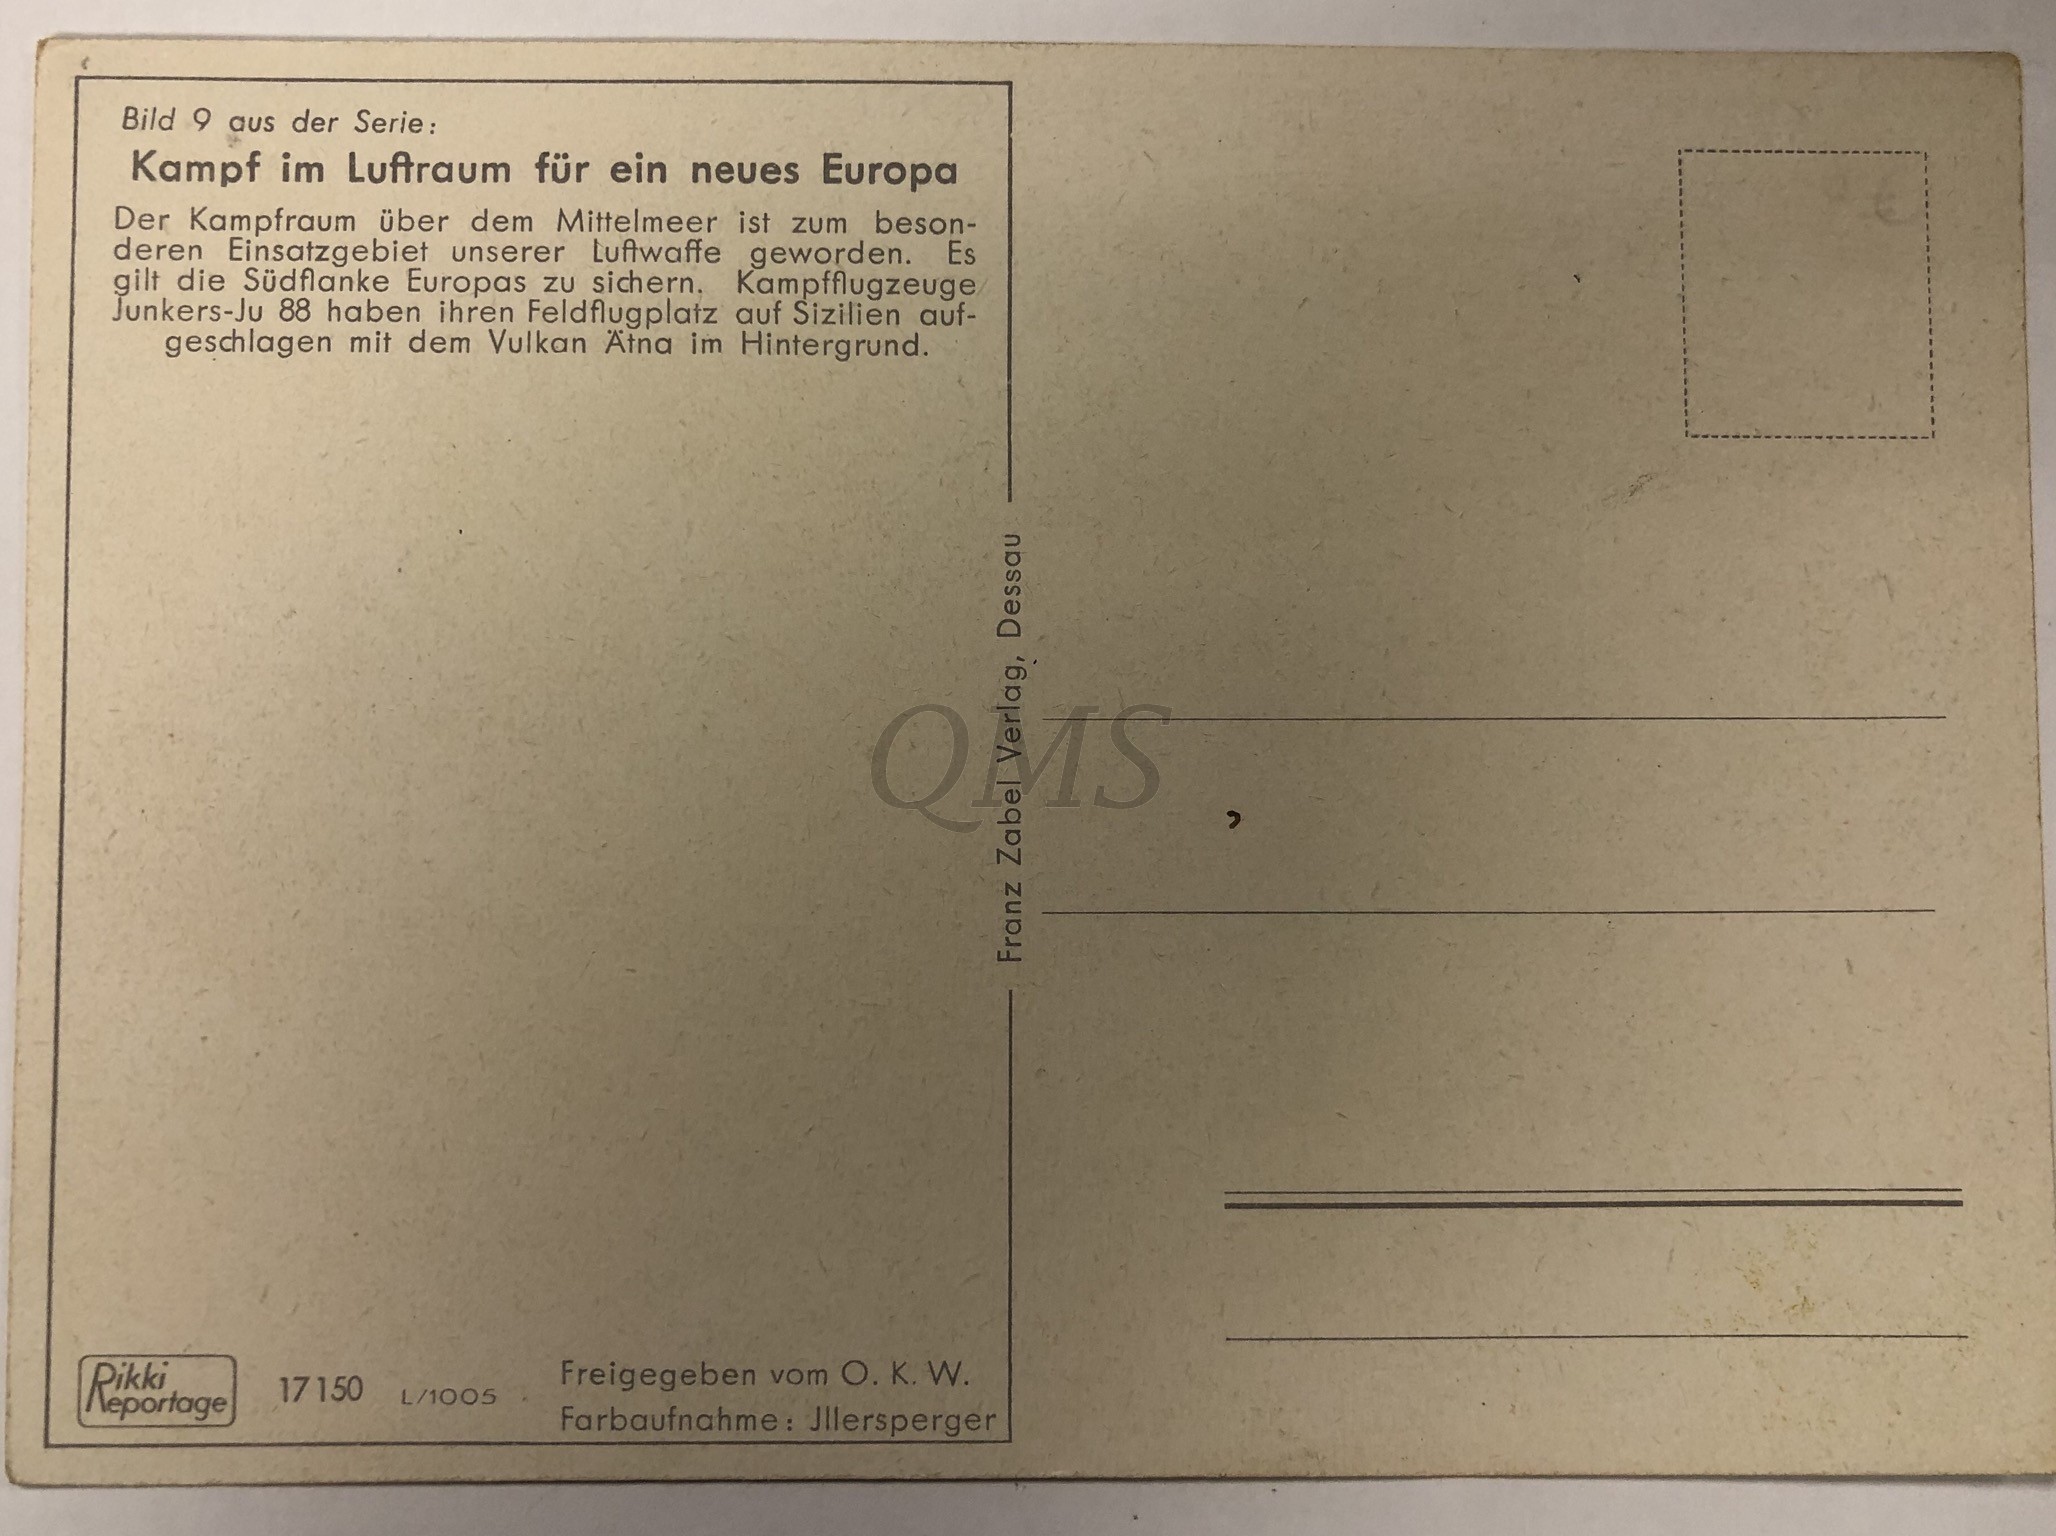 Bild 9 aus der Serie:
Kampf im Luftraum für ein neues Europa
Der Kampfraum über dem Mittelmeer ist zum beson-
deren Einsatzgebiet unserer Luftwaffe geworden. Es
gilt die Südflanke Europas zu sichern. Kampfflugzeuge
Junkers-Ju 88 haben ihren Feldflugplatz auf Sizilien auf-
geschlagen mit dem Vulkan Ätna im Hintergrund.
Franz Zabel Verlag, Dessau
QMS
Rikki
Reportage
17150 L/1005
Freigegeben vom O. K. W.
Farbaufnahme: Jllersperger